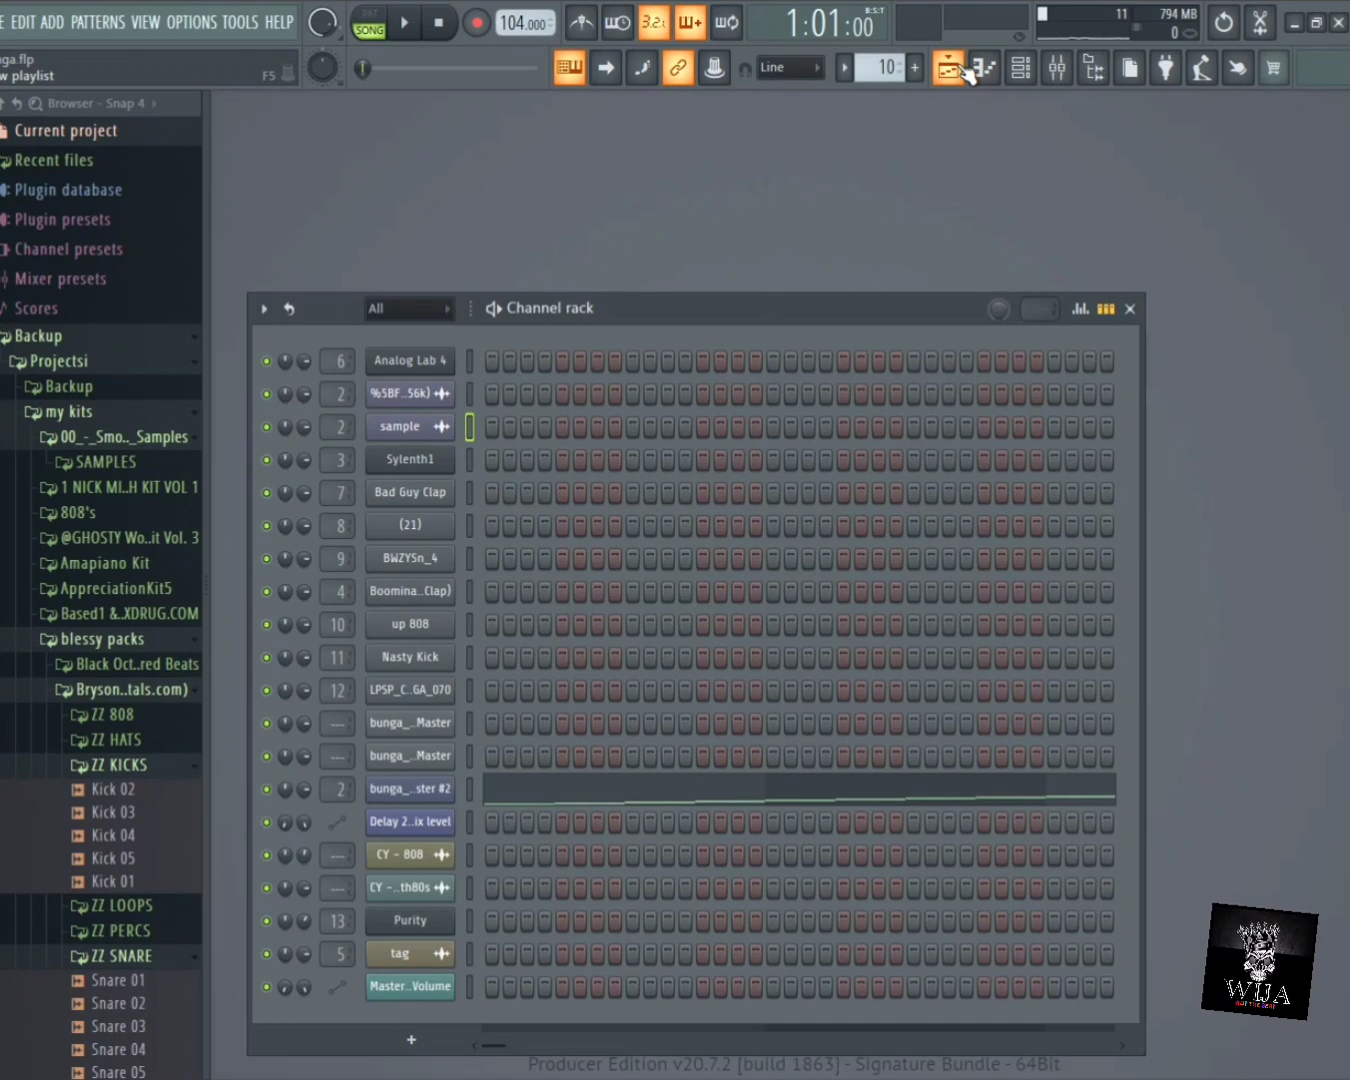 E EDIT ADD PATTERNS VIEW OPTIONS TOOLS HELP
PAT
SONG
104.000
3.2.
1:01:00
B:S:T
11
794 MB
0
ga.flp
w playlist
F5
Line
10
Browser - Snap 4
Current project
Recent files
Plugin database
Plugin presets
Channel presets
Mixer presets
Scores
Backup
Projectsi
Backup
my kits
00_-_Smo.._Samples
SAMPLES
1 NICK MI..H KIT VOL 1
808's
@GHOSTY Wo..it Vol. 3
Amapiano Kit
AppreciationKit5
Based1 &..XDRUG.COM
blessy packs
Black Oct..red Beats
Bryson..tals.com)
ZZ 808
ZZ HATS
ZZ KICKS
Kick 02
Kick 03
Kick 04
Kick 05
Kick 01
ZZ LOOPS
ZZ PERCS
ZZ SNARE
Snare 01
Snare 02
Snare 03
Snare 04
Snare 05
All
Channel rack
6 Analog Lab 4
2 %5BF..56k)
2 sample
3 Sylenth1
7 Bad Guy Clap
8 (21)
9 BWZYSn_4
4 Boomina..Clap)
10 up 808
11 Nasty Kick
12 LPSP_C..GA_070
--- bunga_..Master
--- bunga_..Master
2 bunga_..ster #2
Delay 2..ix level
--- CY - 808
--- CY -..th80s
13 Purity
5 tag
Master..Volume
+
Producer Edition v20.7.2 [build 1863] - Signature Bundle - 64Bit
WIJA